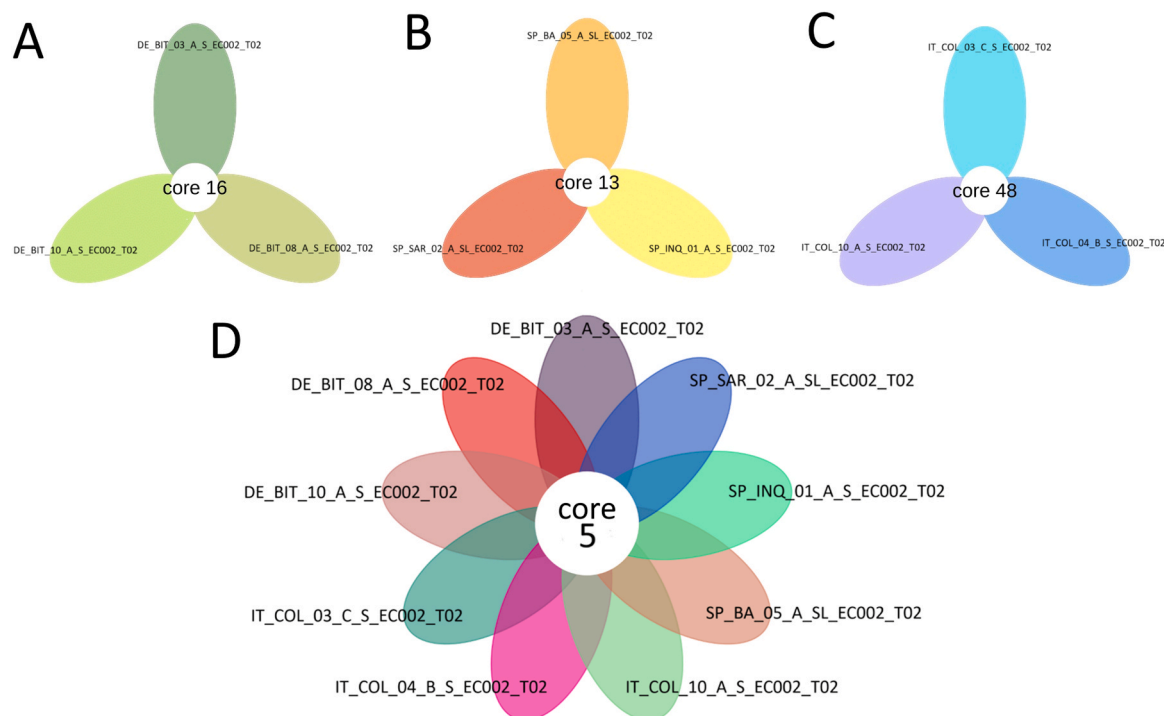 A
DE_BIT_03_A_S_EC002_T02
core 16
DE_BIT_10_A_S_EC002_T02
DE_BIT_08_A_S_EC002_T02
B
SP_BA_05_A_SL_EC002_T02
core 13
SP_SAR_02_A_SL_EC002_T02
SP_INQ_01_A_S_EC002_T02
C
IT_COL_03_C_S_EC002_T02
core 48
IT_COL_10_A_S_EC002_T02
IT_COL_04_B_S_EC002_T02
D
DE_BIT_03_A_S_EC002_T02
DE_BIT_08_A_S_EC002_T02
SP_SAR_02_A_SL_EC002_T02
DE_BIT_10_A_S_EC002_T02
SP_INQ_01_A_S_EC002_T02
core
5
IT_COL_03_C_S_EC002_T02
SP_BA_05_A_SL_EC002_T02
IT_COL_04_B_S_EC002_T02
IT_COL_10_A_S_EC002_T02